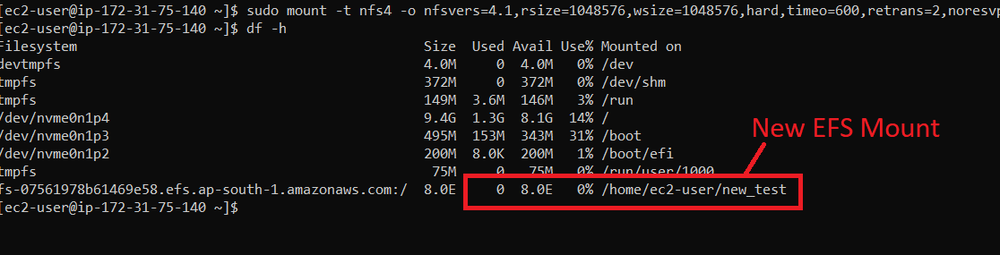 [ec2-user@ip-172-31-75-140 ~]$ sudo mount -t nfs4 -o nfsvers=4.1,rsize=1048576,wsize=1048576,hard,timeo=600,retrans=2,noresvp
[ec2-user@ip-172-31-75-140 ~]$ df -h
Filesystem Size Used Avail Use% Mounted on
devtmpfs 4.0M 0 4.0M 0% /dev
tmpfs 372M 0 372M 0% /dev/shm
tmpfs 149M 3.6M 146M 3% /run
/dev/nvme0n1p4 9.4G 1.3G 8.1G 14% /
/dev/nvme0n1p3 495M 153M 343M 31% /boot
New EFS Mount
/dev/nvme0n1p2 200M 8.0K 200M 1% /boot/efi
tmpfs 75M 0 75M 0% /run/user/1000
fs-07561978b61469e58.efs.ap-south-1.amazonaws.com:/ 8.0E 0 8.0E 0% /home/ec2-user/new_test
[ec2-user@ip-172-31-75-140 ~]$